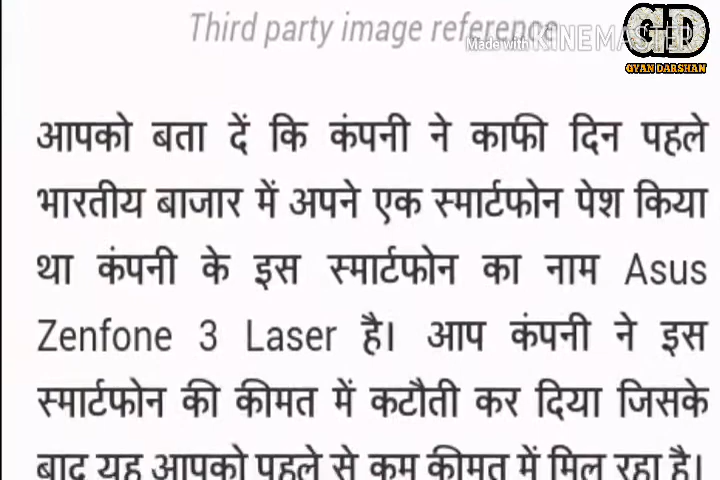 Third party image reference
Made with KINEMASTER
GD
GYAN DARSHAN
आपको बता दें कि कंपनी ने काफी दिन पहले
भारतीय बाजार में अपने एक स्मार्टफोन पेश किया
था कंपनी के इस स्मार्टफोन का नाम Asus
Zenfone 3 Laser है। आप कंपनी ने इस
स्मार्टफोन की कीमत में कटौती कर दिया जिसके
बाद यह आपको पहले से कम कीमत में मिल रहा है।